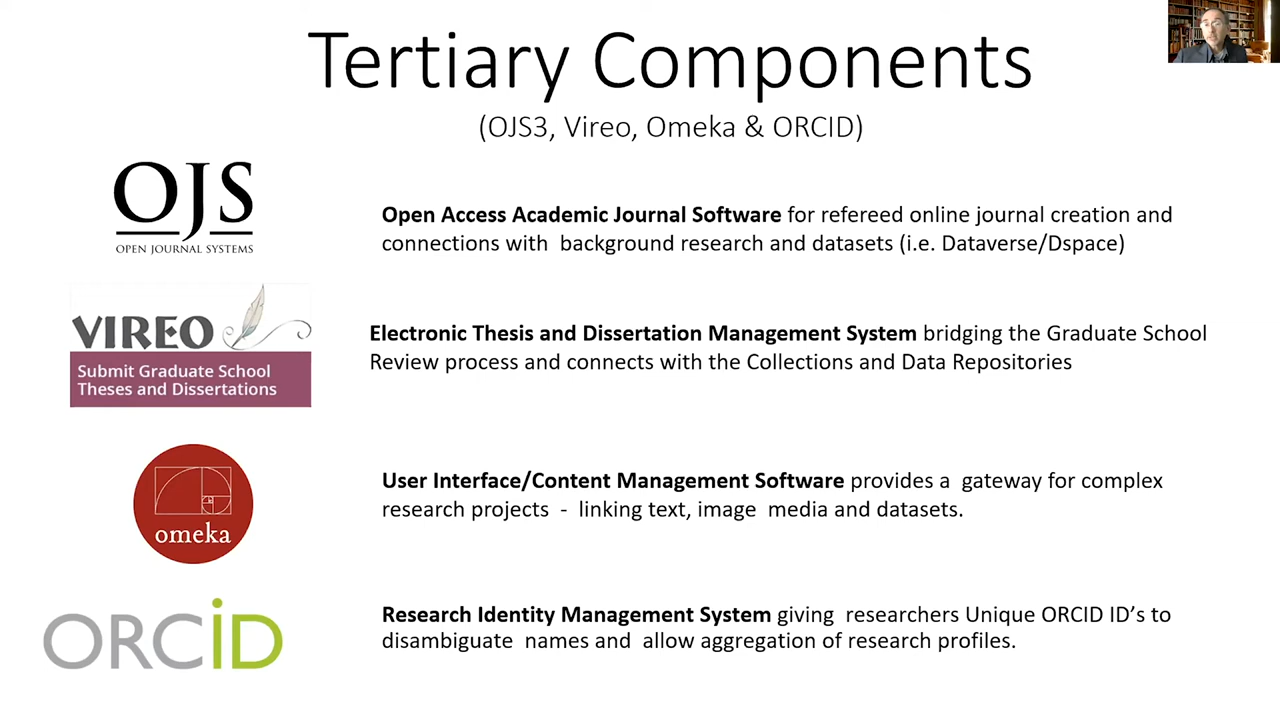 Tertiary Components
(OJS3, Vireo, Omeka & ORCID)
OJS
OPEN JOURNAL SYSTEMS
Open Access Academic Journal Software for refereed online journal creation and
connections with background research and datasets (i.e. Dataverse/Dspace)
VIREO
Submit Graduate School
Theses and Dissertations
Electronic Thesis and Dissertation Management System bridging the Graduate School
Review process and connects with the Collections and Data Repositories
omeka
User Interface/Content Management Software provides a gateway for complex
research projects - linking text, image media and datasets.
ORCiD
Research Identity Management System giving researchers Unique ORCID ID’s to
disambiguate names and allow aggregation of research profiles.